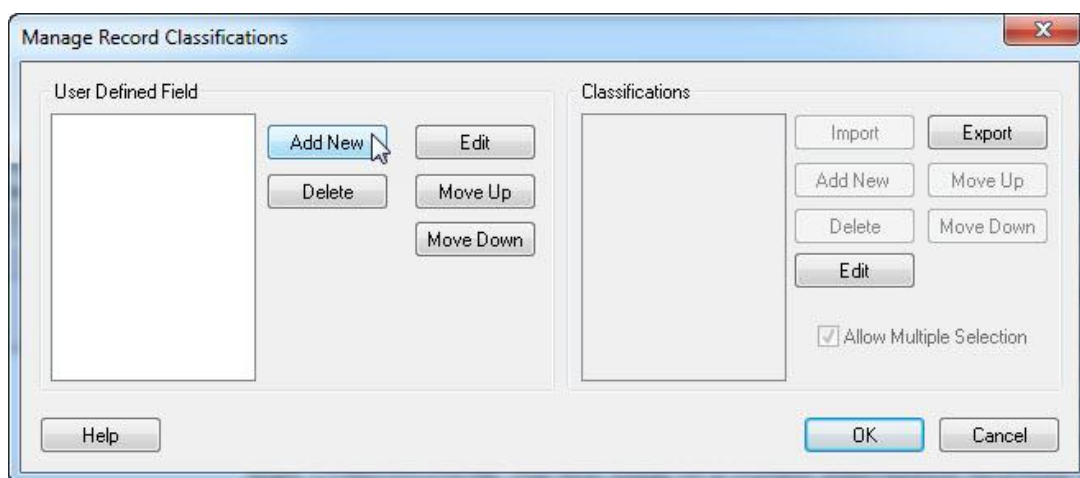 Manage Record Classifications
User Defined Field
Add New
Edit
Delete
Move Up
Move Down
Classifications
Import
Export
Add New
Move Up
Delete
Move Down
Edit
Allow Multiple Selection
Help
OK
Cancel